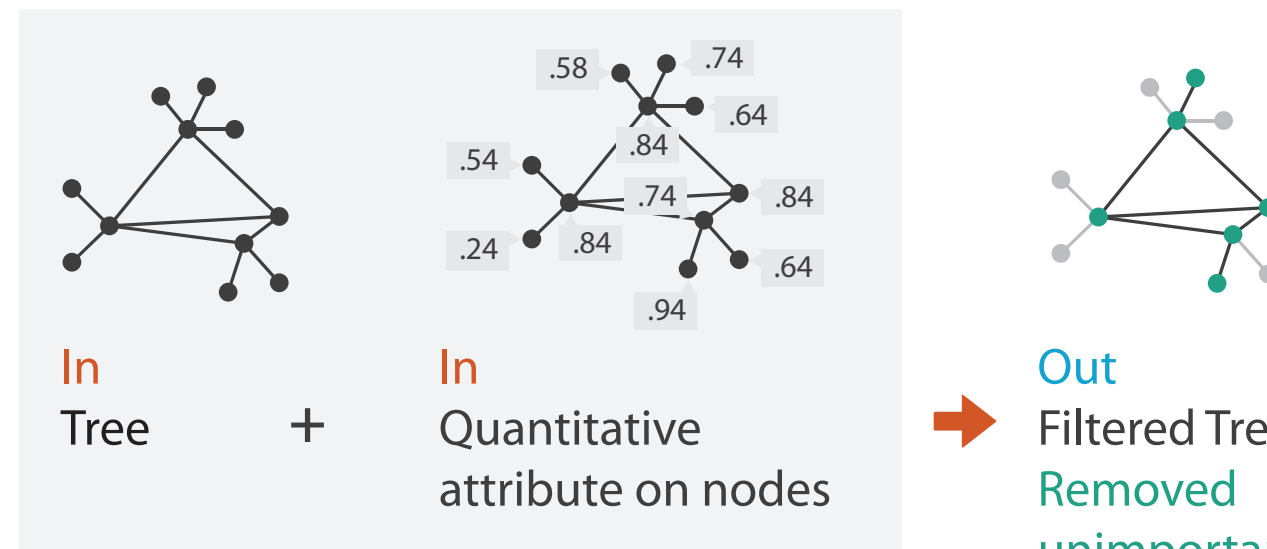 .58
.74
.64
.84
.54
.74
.84
.24
.84
.64
.94
In
In
Out
Tree
+
Quantitative
Filtered
attribute on nodes
Removed